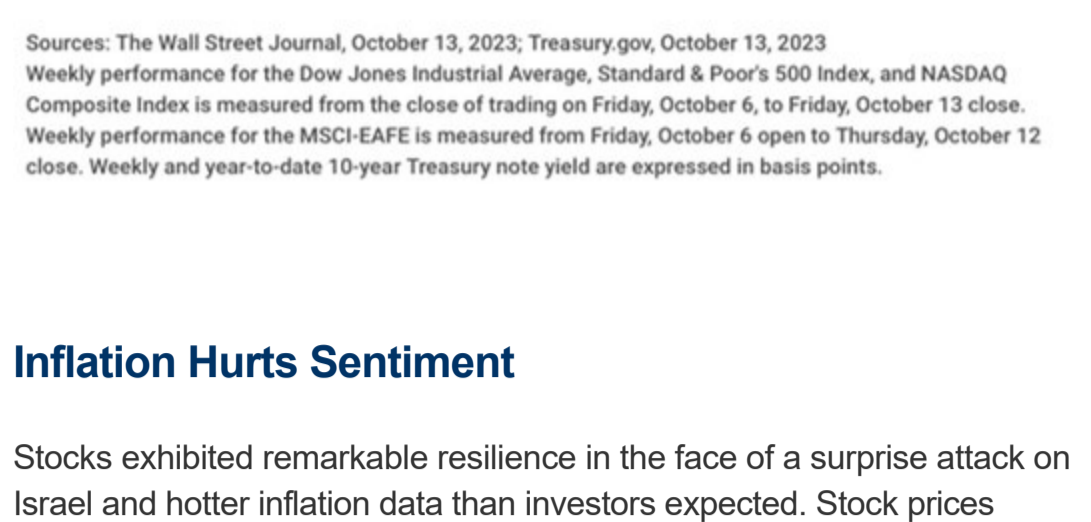 Sources: The Wall Street Journal, October 13, 2023; Treasury.gov, October 13, 2023
Weekly performance for the Dow Jones Industrial Average, Standard & Poor's 500 Index, and NASDAQ
Composite Index is measured from the close of trading on Friday, October 6, to Friday, October 13 close.
Weekly performance for the MSCI-EAFE is measured from Friday, October 6 open to Thursday, October 12
close. Weekly and year-to-date 10-year Treasury note yield are expressed in basis points.
Inflation Hurts Sentiment
Stocks exhibited remarkable resilience in the face of a surprise attack on
Israel and hotter inflation data than investors expected. Stock prices